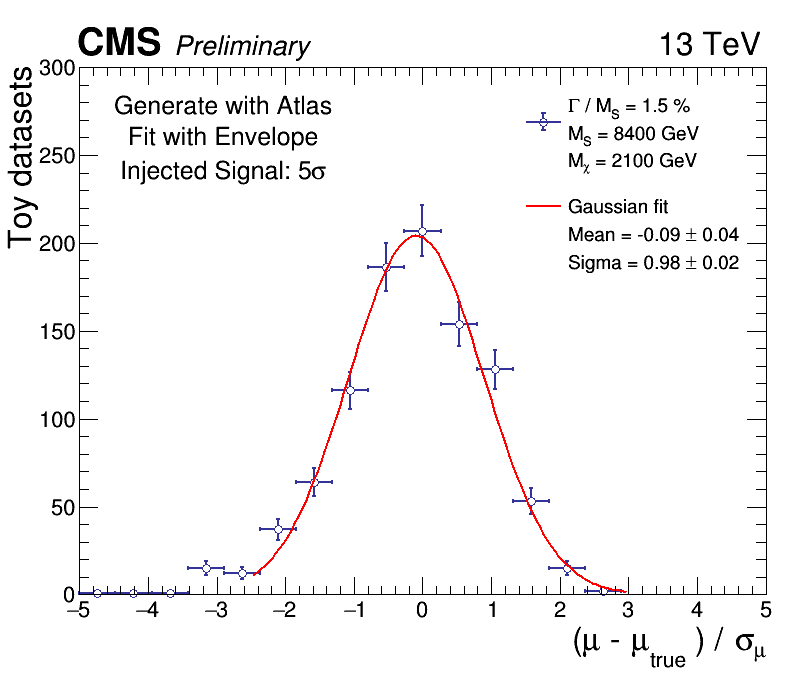 CMS Preliminary 13 TeV
Toy datasets
300
250
200
150
100
50
0
Generate with Atlas
Fit with Envelope
Injected Signal: 5σ
Γ / M_S = 1.5 %
M_S = 8400 GeV
M_χ = 2100 GeV
Gaussian fit
Mean = -0.09 ± 0.04
Sigma = 0.98 ± 0.02
−5 −4 −3 −2 −1 0 1 2 3 4 5
(μ - μ_true) / σ_μ